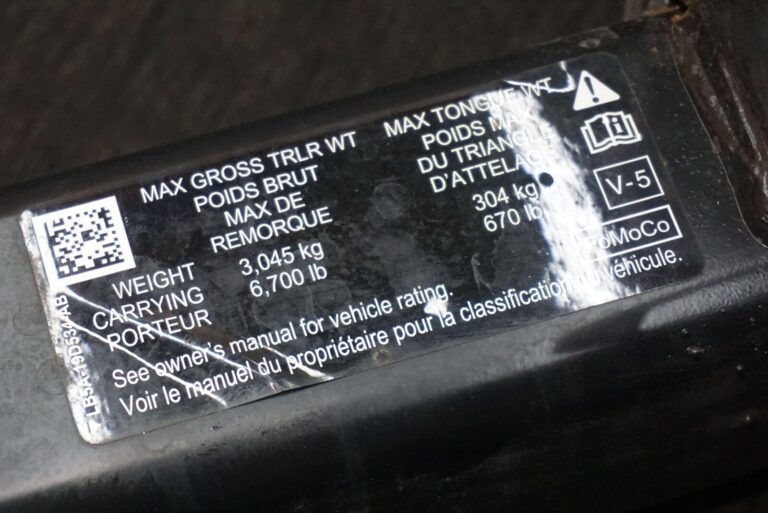 MAX GROSS TRLR WT
POIDS BRUT
MAX DE
REMORQUE
MAX TONGUE WT
POIDS MAX
DU TRIANGLE
D'ATTELAGE
WEIGHT
CARRYING
PORTEUR
3,045 kg
6,700 lb
304 kg
670 lb
V-5
FoMoCo
See owner's manual for vehicle rating.
Voir le manuel du propriétaire pour la classification du véhicule.